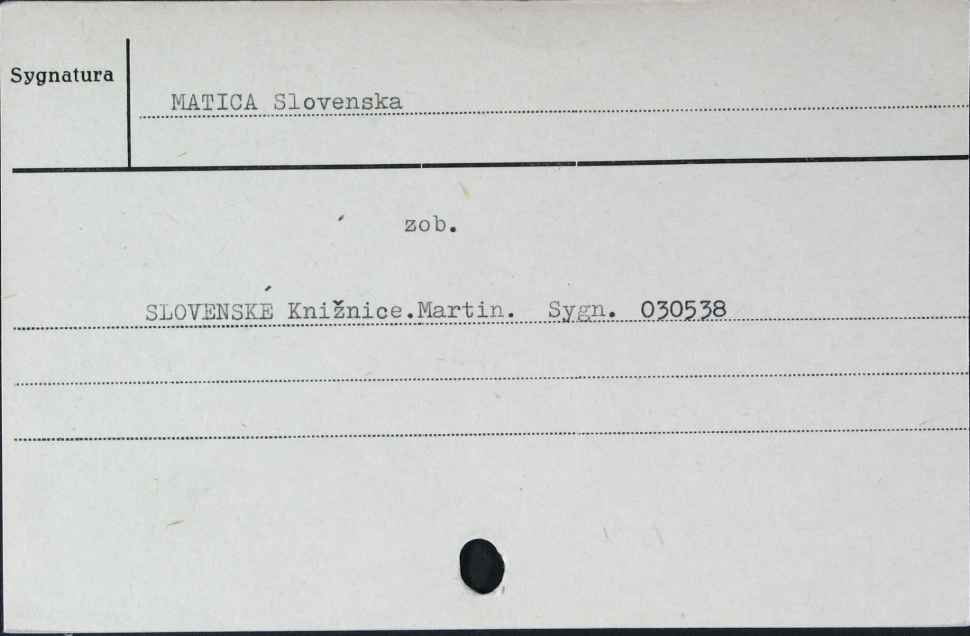 Sygnatura
MATICA Slovenska
zob.
SLOVENSKÉ Knižnice.Martin. Sygn. 030538